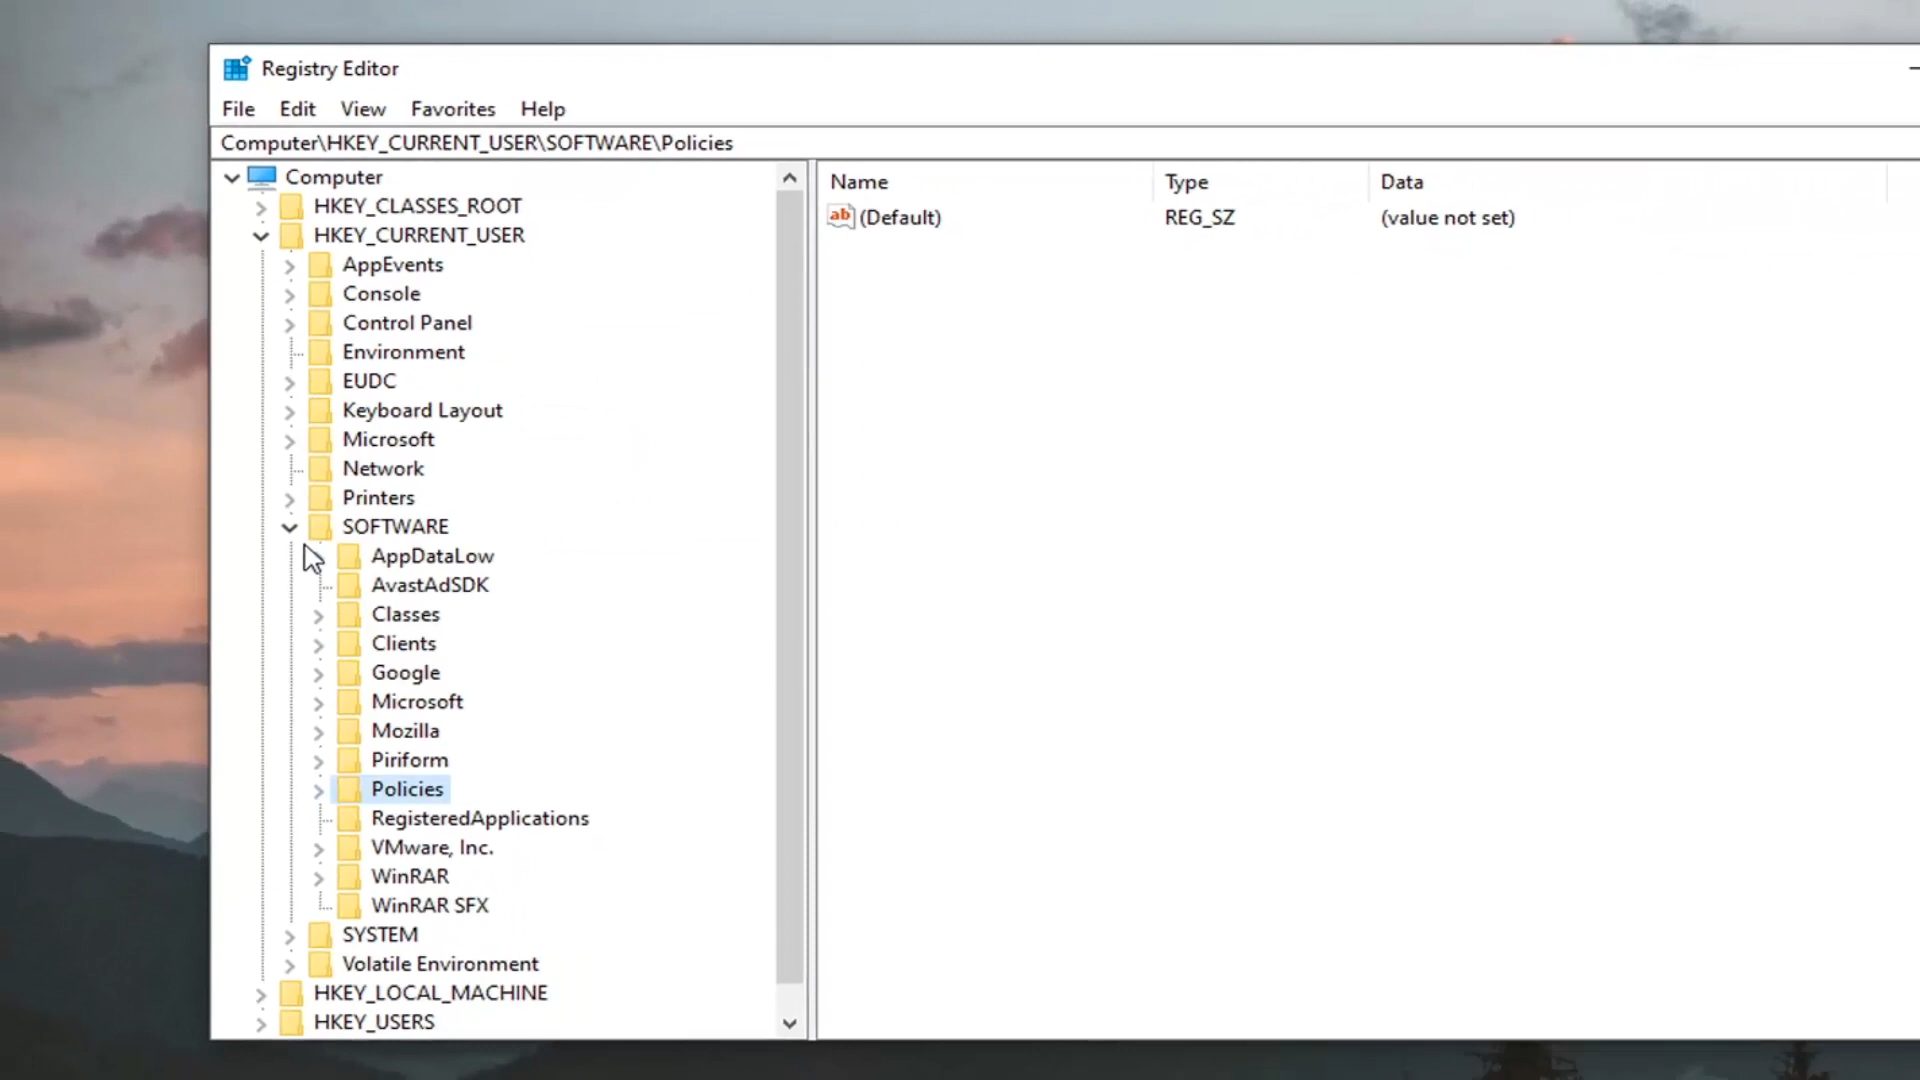 Registry Editor
File Edit View Favorites Help
Computer\HKEY_CURRENT_USER\SOFTWARE\Policies
Computer
HKEY_CLASSES_ROOT
HKEY_CURRENT_USER
AppEvents
Console
Control Panel
Environment
EUDC
Keyboard Layout
Microsoft
Network
Printers
SOFTWARE
AppDataLow
AvastAdSDK
Classes
Clients
Google
Microsoft
Mozilla
Piriform
Policies
RegisteredApplications
VMware, Inc.
WinRAR
WinRAR SFX
SYSTEM
Volatile Environment
HKEY_LOCAL_MACHINE
HKEY_USERS
Name Type Data
ab (Default) REG_SZ (value not set)